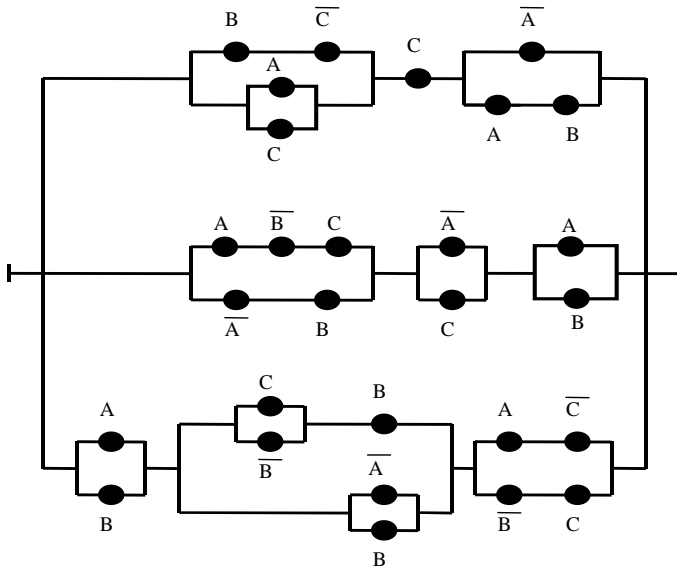 B C̅ C A̅
A
C A B
A B̅ C A̅ A
A̅ B C B
C B A C̅
A
B̅ A̅
B B̅ C
B